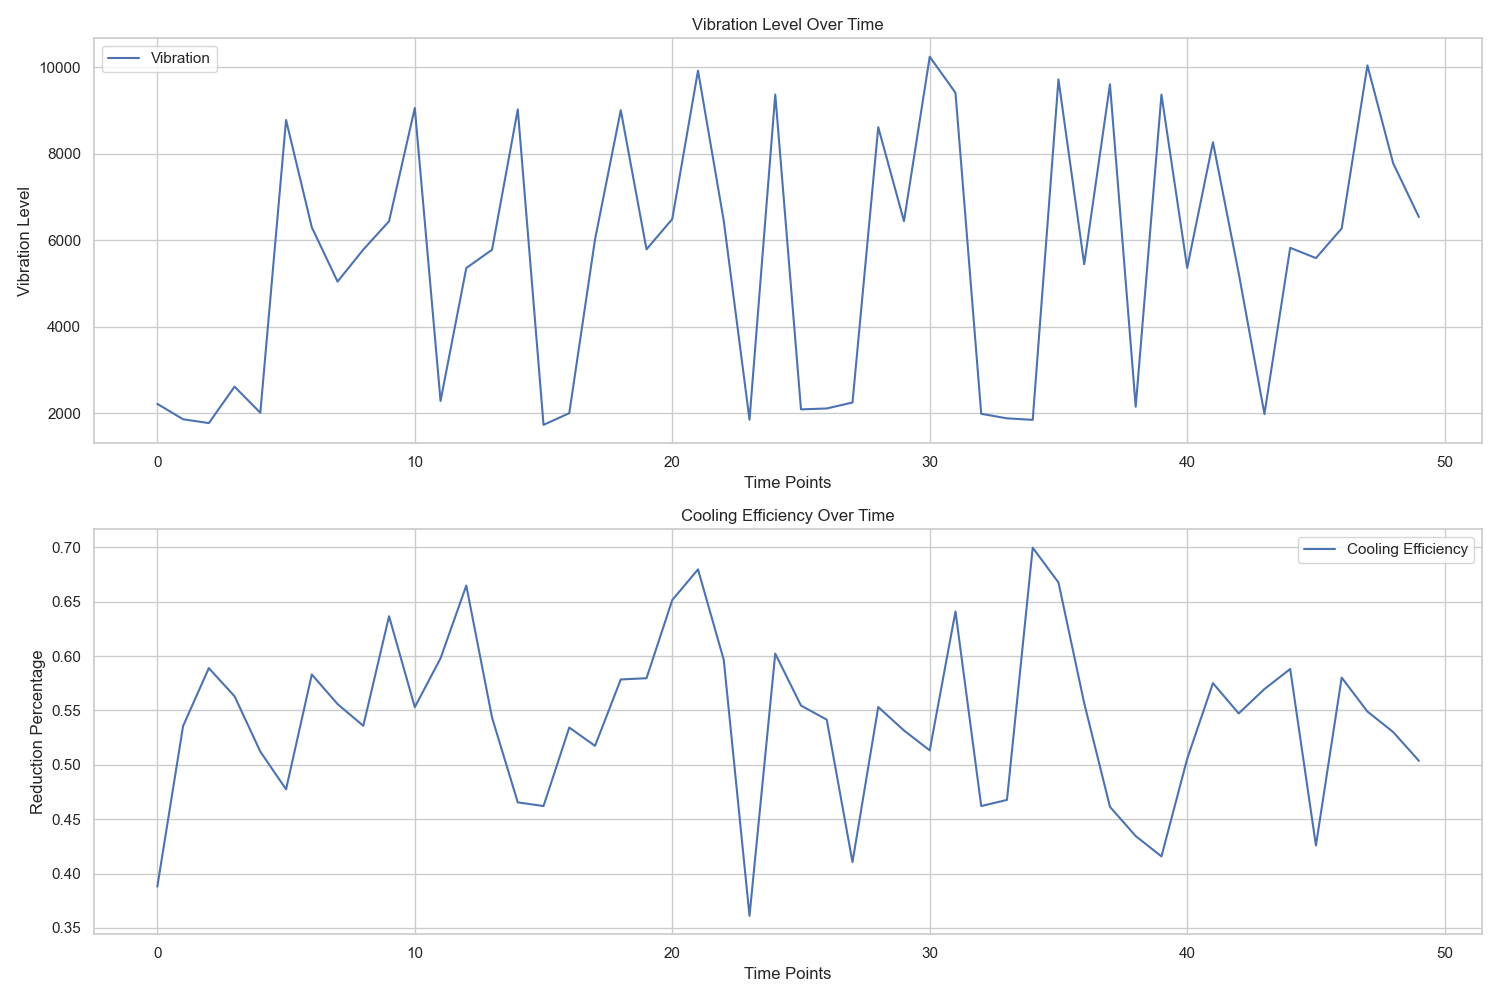 Vibration Level Over Time
Vibration
10000
8000
6000
4000
2000
Vibration Level
0 10 20 30 40 50
Time Points
Cooling Efficiency Over Time
Cooling Efficiency
0.70
0.65
0.60
0.55
0.50
0.45
0.40
0.35
Reduction Percentage
0 10 20 30 40 50
Time Points